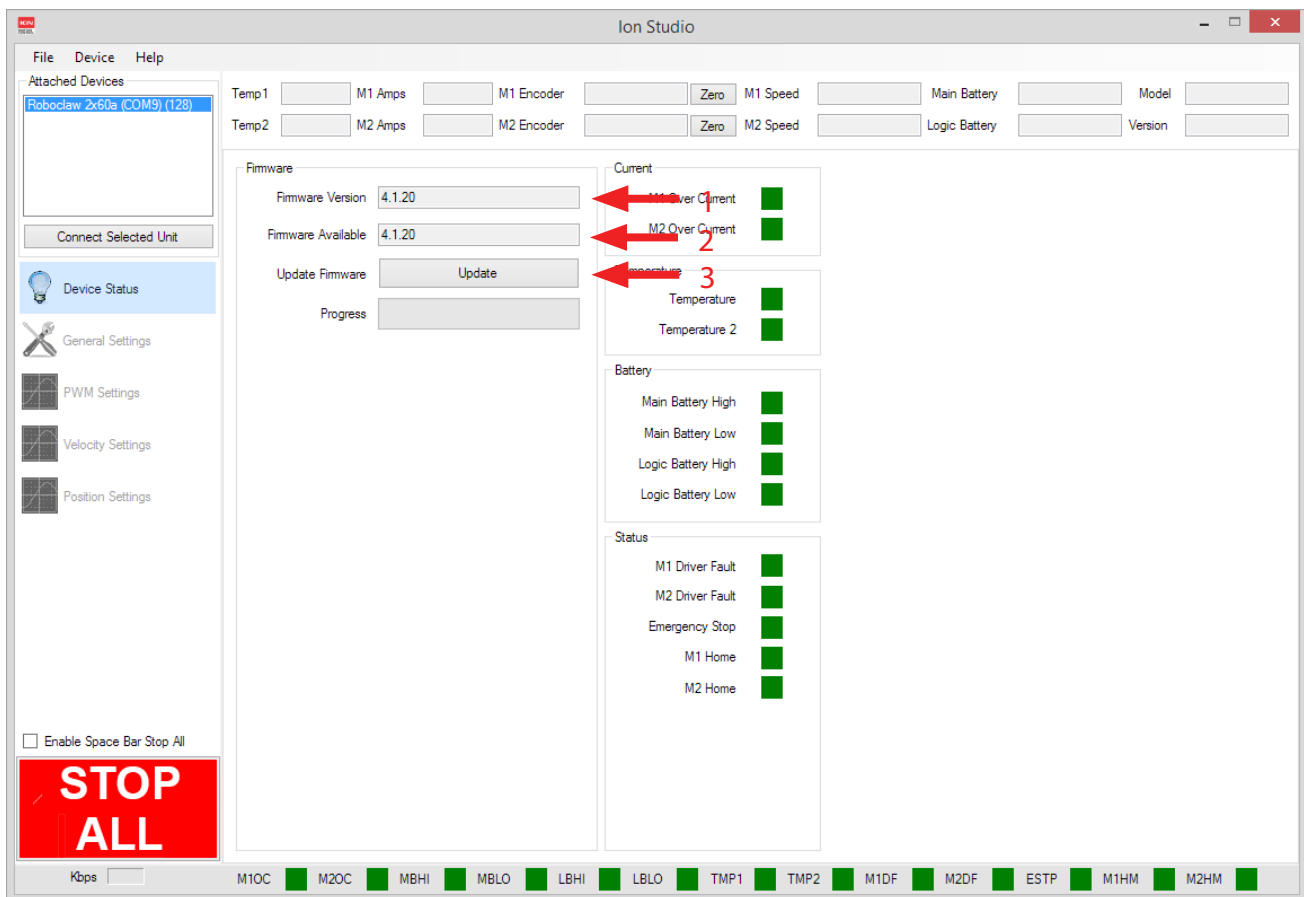 Ion Studio
File Device Help
Attached Devices
Roboclaw 2x60a (COM9) (128)
Connect Selected Unit
Temp1 M1 Amps M1 Encoder Zero M1 Speed Main Battery Model
Temp2 M2 Amps M2 Encoder Zero M2 Speed Logic Battery Version
Device Status
General Settings
PWM Settings
Velocity Settings
Position Settings
Enable Space Bar Stop All
STOP
ALL
Firmware
Firmware Version 4.1.20
Firmware Available 4.1.20
Update Firmware Update
Progress
1
2
3
Current
M1 Over Current
M2 Over Current
Temperature
Temperature
Temperature 2
Battery
Main Battery High
Main Battery Low
Logic Battery High
Logic Battery Low
Status
M1 Driver Fault
M2 Driver Fault
Emergency Stop
M1 Home
M2 Home
Kbps M1OC M2OC MBHI MBLO LBHI LBLO TMP1 TMP2 M1DF M2DF ESTP M1HM M2HM